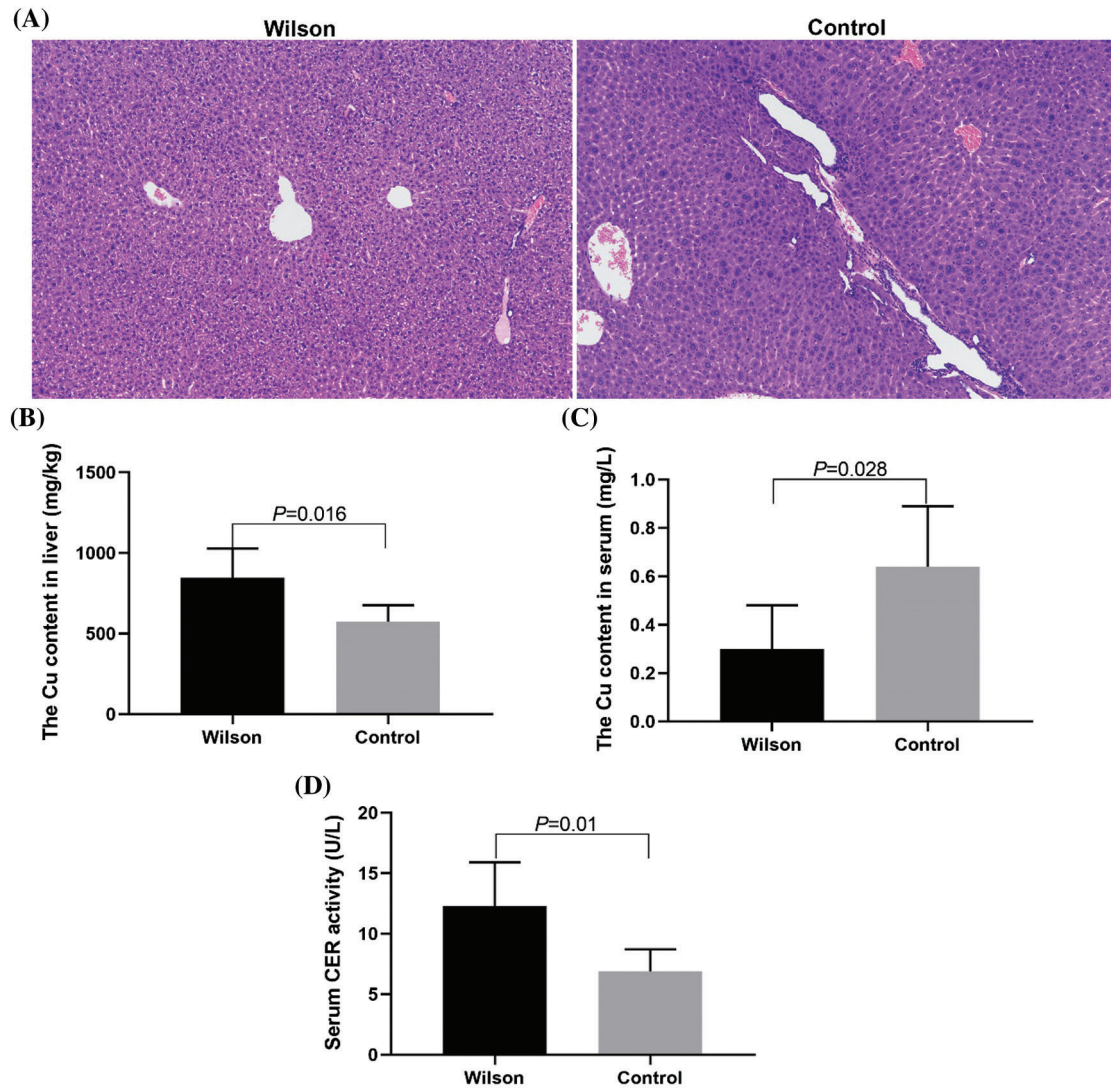 (A)
Wilson
Control
(B)
The Cu content in liver (mg/kg)
1500
1000
500
0
P=0.016
Wilson
Control
(C)
The Cu content in serum (mg/L)
1.0
0.8
0.6
0.4
0.2
0.0
P=0.028
Wilson
Control
(D)
Serum CER activity (U/L)
20
15
10
5
0
P=0.01
Wilson
Control